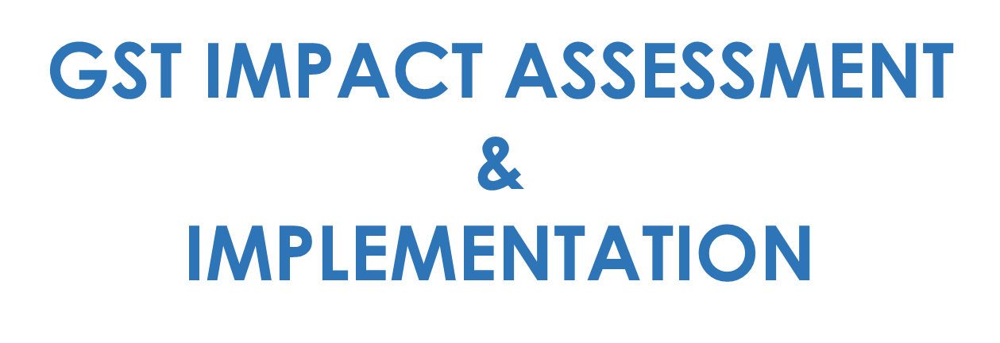 GST IMPACT ASSESSMENT
&
IMPLEMENTATION